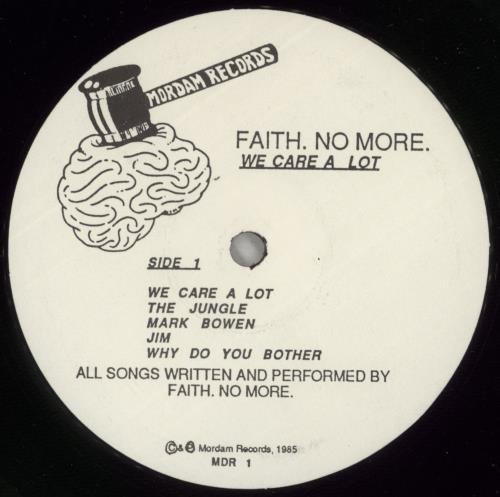 MORDAM RECORDS
FAITH. NO MORE.
WE CARE A LOT
SIDE 1
WE CARE A LOT
THE JUNGLE
MARK BOWEN
JIM
WHY DO YOU BOTHER
ALL SONGS WRITTEN AND PERFORMED BY
FAITH. NO MORE.
©&℗ Mordam Records, 1985
MDR 1